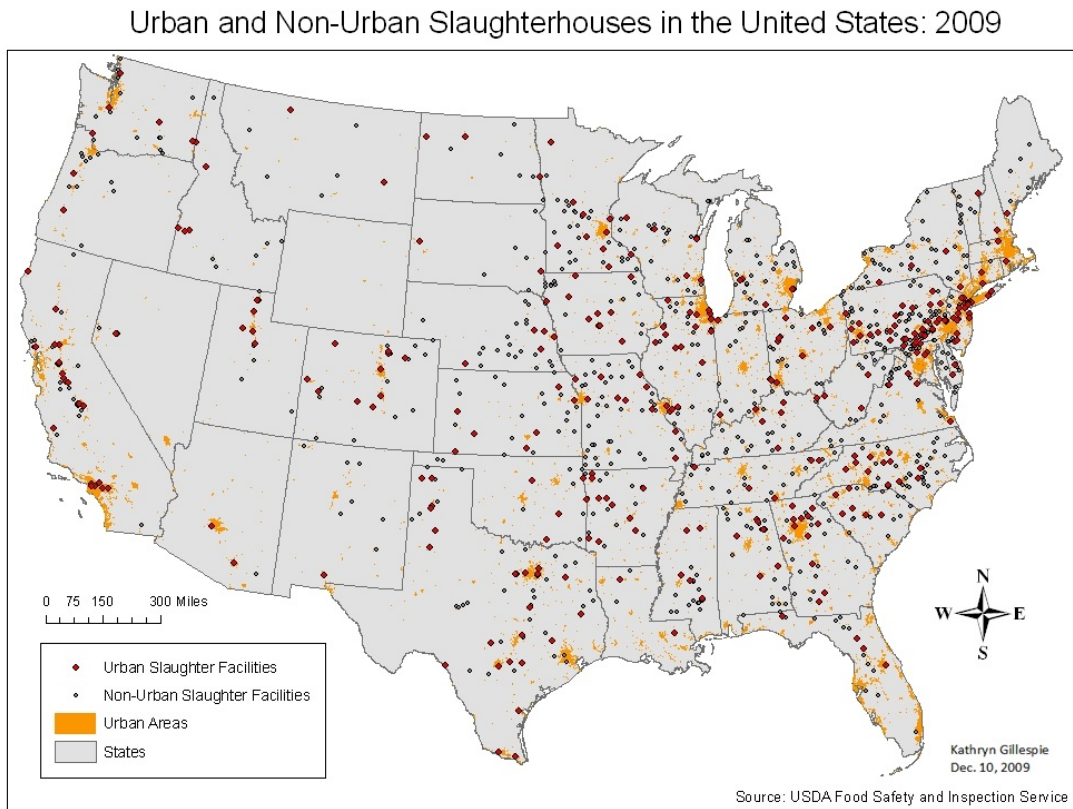 Urban and Non-Urban Slaughterhouses in the United States: 2009
N
W E
S
0 75 150 300 Miles
Urban Slaughter Facilities
Non-Urban Slaughter Facilities
Urban Areas
States
Kathryn Gillespie
Dec. 10, 2009
Source: USDA Food Safety and Inspection Service